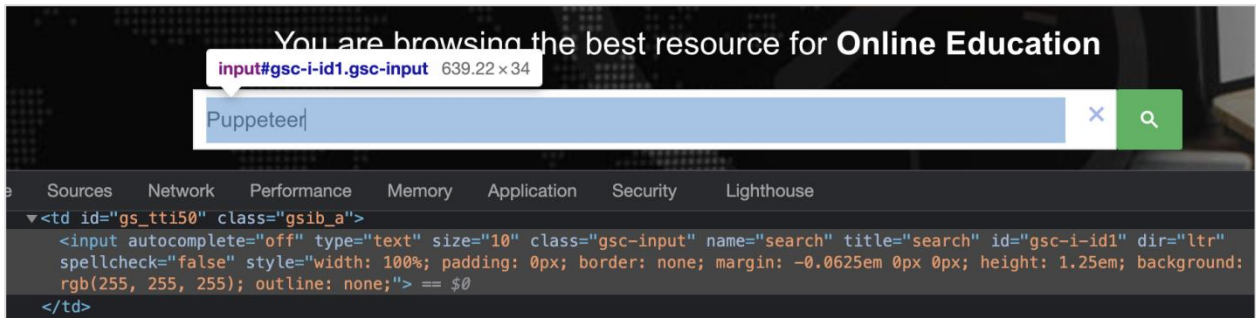 You are browsing the best resource for Online Education
input#gsc-i-id1.gsc-input 639.22 × 34
Puppeteer
Sources Network Performance Memory Application Security Lighthouse
▼<td id="gs_tti50" class="gsib_a">
<input autocomplete="off" type="text" size="10" class="gsc-input" name="search" title="search" id="gsc-i-id1" dir="ltr"
spellcheck="false" style="width: 100%; padding: 0px; border: none; margin: -0.0625em 0px 0px; height: 1.25em; background:
rgb(255, 255, 255); outline: none;"> == $0
</td>